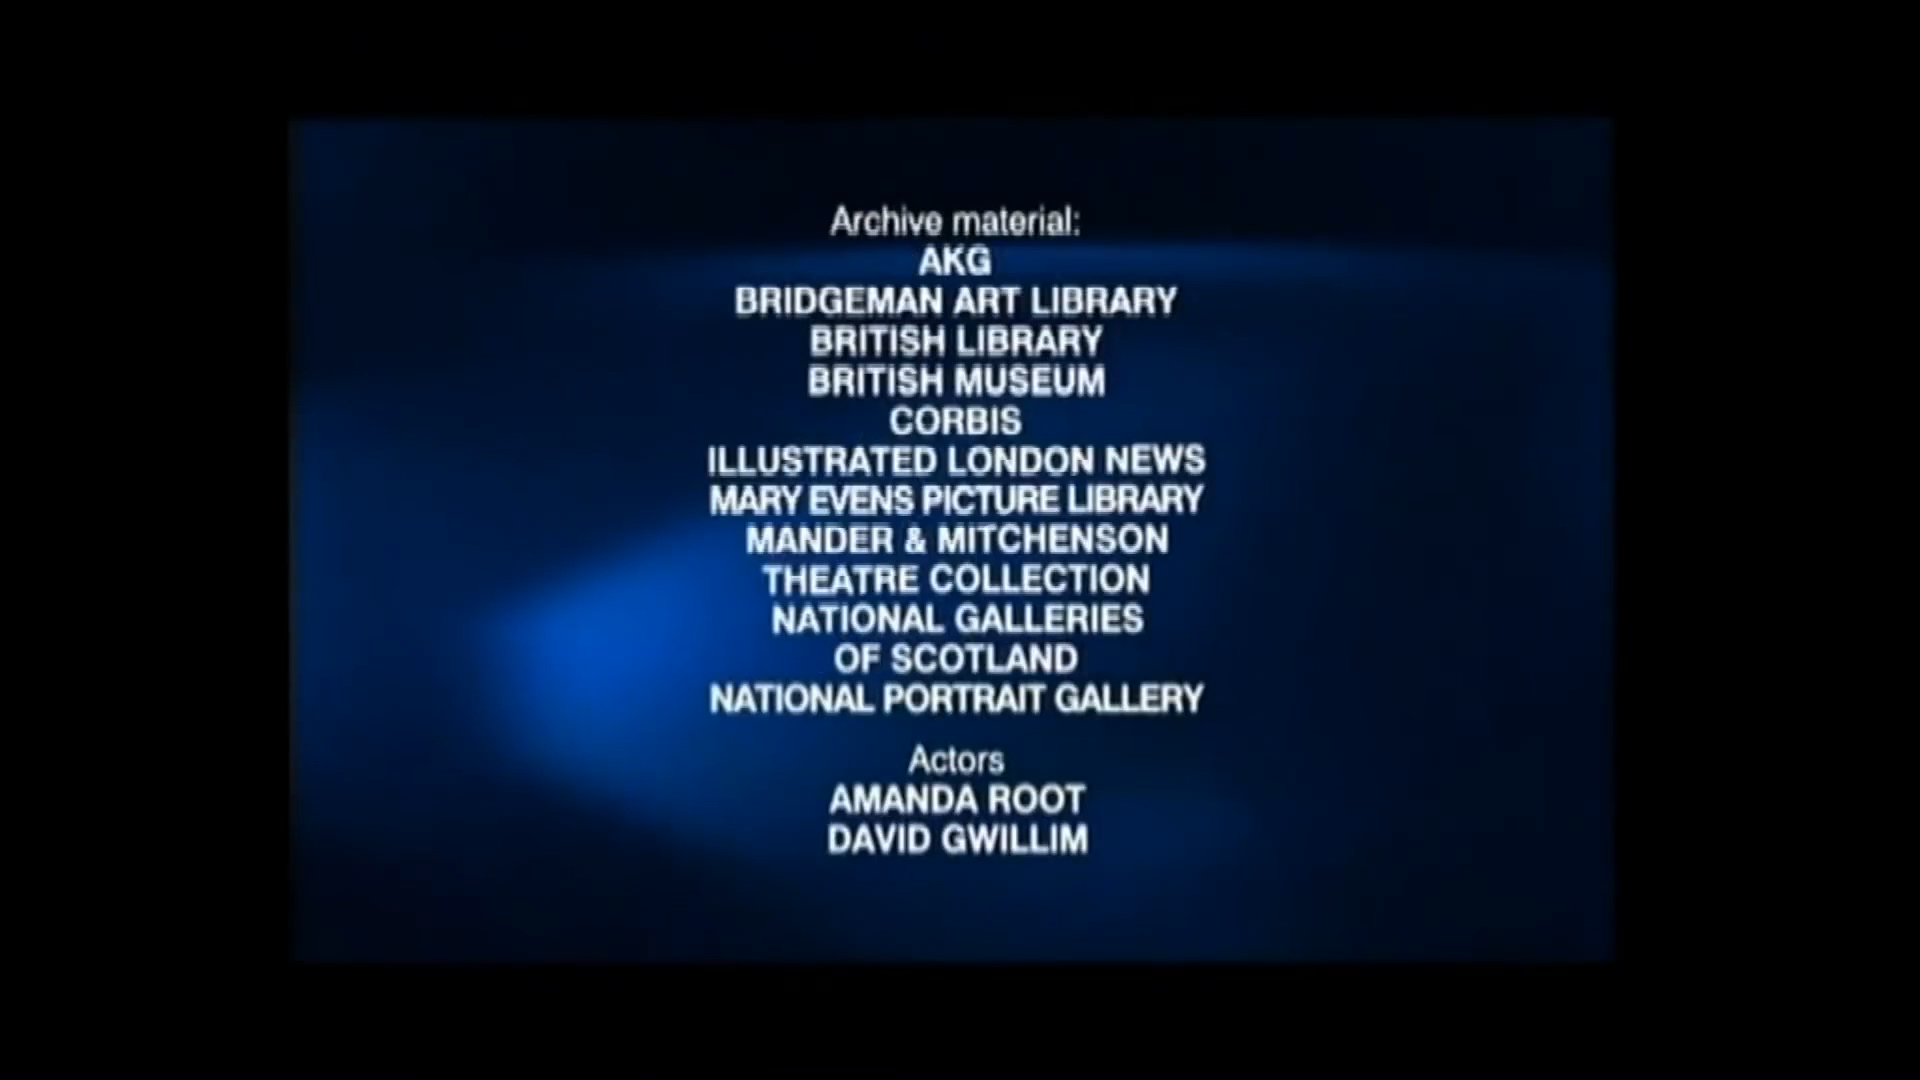 Archive material:
AKG
BRIDGEMAN ART LIBRARY
BRITISH LIBRARY
BRITISH MUSEUM
CORBIS
ILLUSTRATED LONDON NEWS
MARY EVENS PICTURE LIBRARY
MANDER & MITCHENSON
THEATRE COLLECTION
NATIONAL GALLERIES
OF SCOTLAND
NATIONAL PORTRAIT GALLERY
Actors
AMANDA ROOT
DAVID GWILLIM